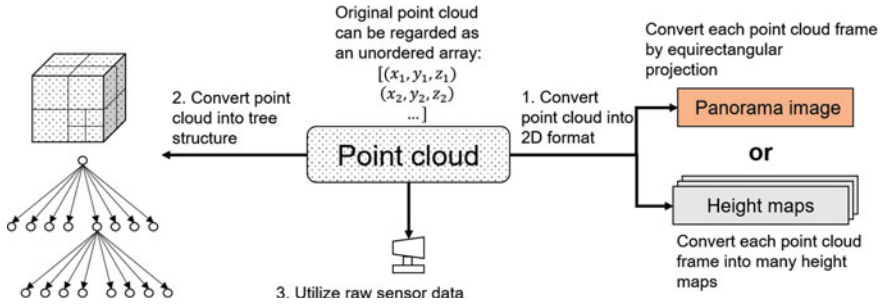 Original point cloud
can be regarded as
an unordered array:
[(x₁, y₁, z₁)
(x₂, y₂, z₂)
...]
2. Convert point
cloud into tree
structure
Point cloud
1. Convert
point cloud into
2D format
Convert each point cloud frame
by equirectangular
projection
Panorama image
or
Height maps
Convert each point cloud
frame into many height
maps
3. Utilize raw sensor data